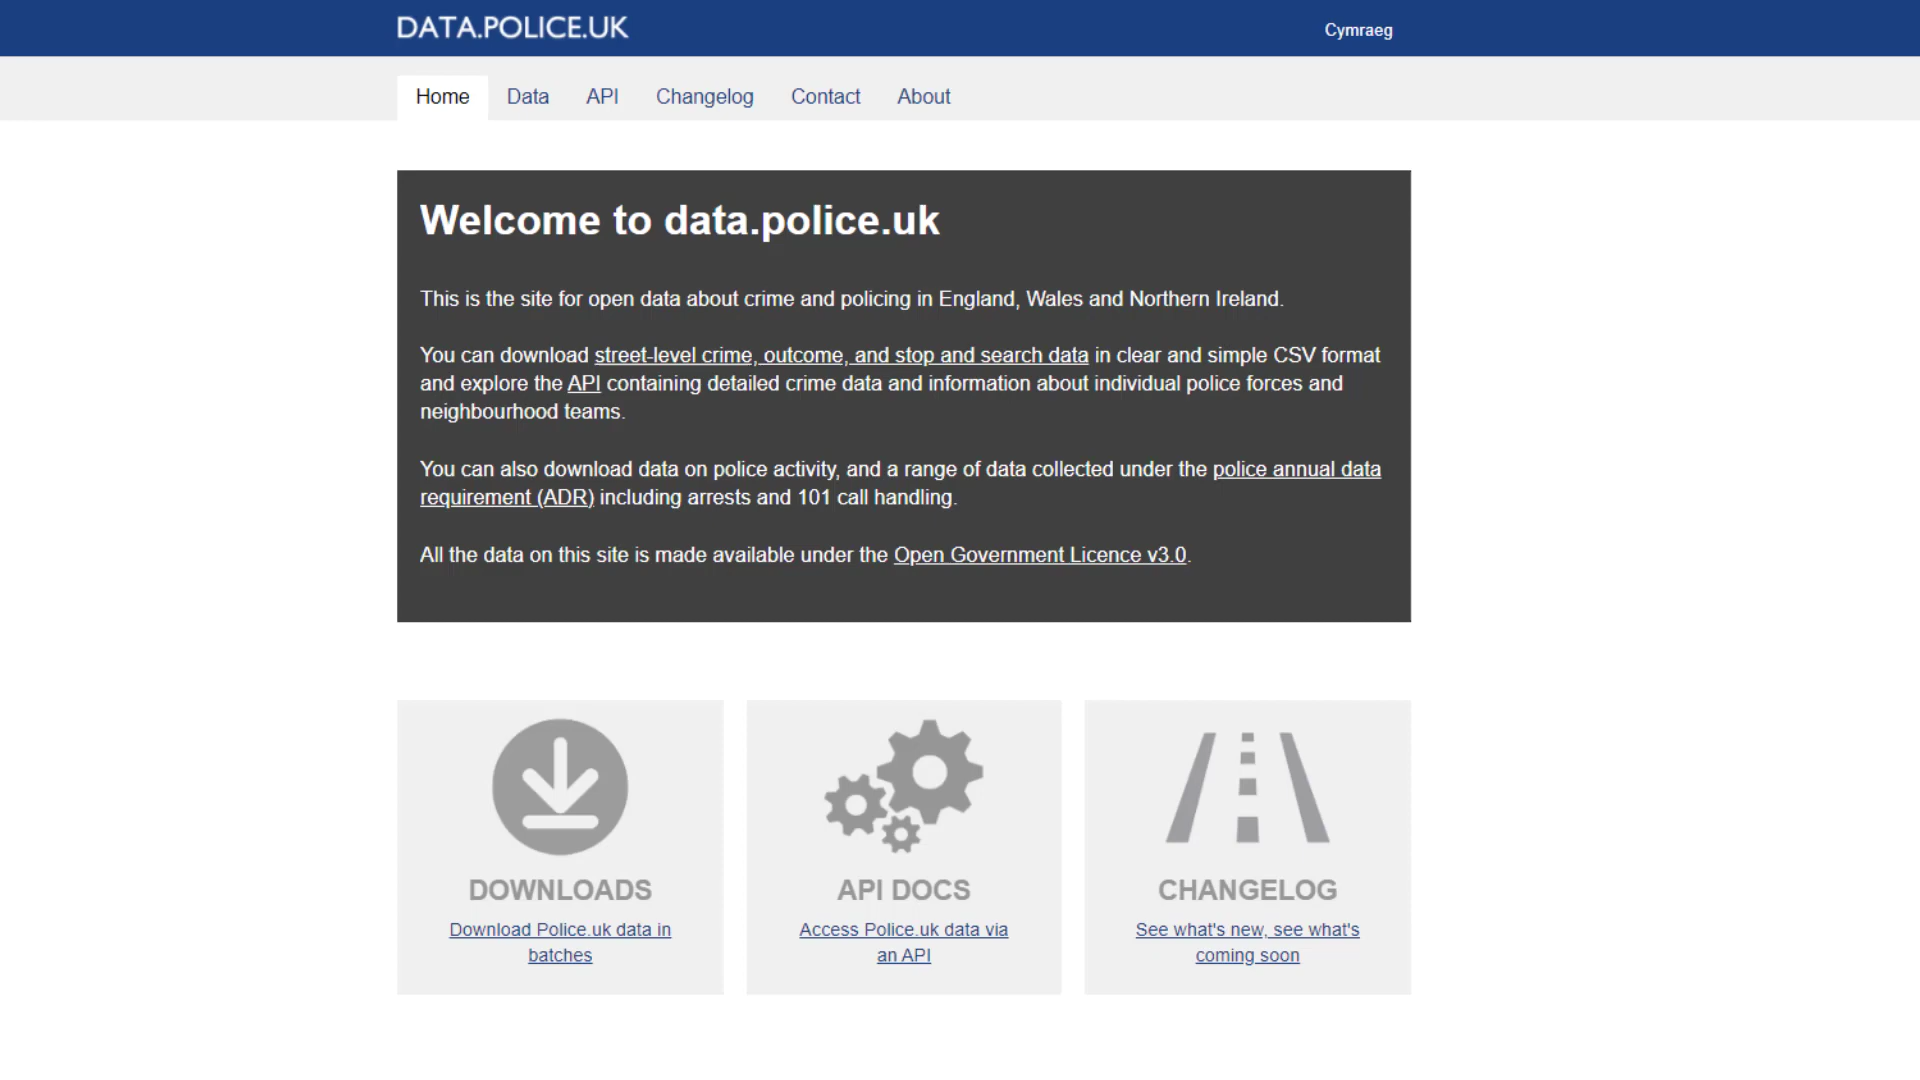 DATA.POLICE.UK
Cymraeg
Home
Data
API
Changelog
Contact
About
Welcome to data.police.uk
This is the site for open data about crime and policing in England, Wales and Northern Ireland.
You can download street-level crime, outcome, and stop and search data in clear and simple CSV format
and explore the API containing detailed crime data and information about individual police forces and
neighbourhood teams.
You can also download data on police activity, and a range of data collected under the police annual data
requirement (ADR) including arrests and 101 call handling.
All the data on this site is made available under the Open Government Licence v3.0.
DOWNLOADS
Download Police.uk data in
batches
API DOCS
Access Police.uk data via
an API
CHANGELOG
See what's new, see what's
coming soon